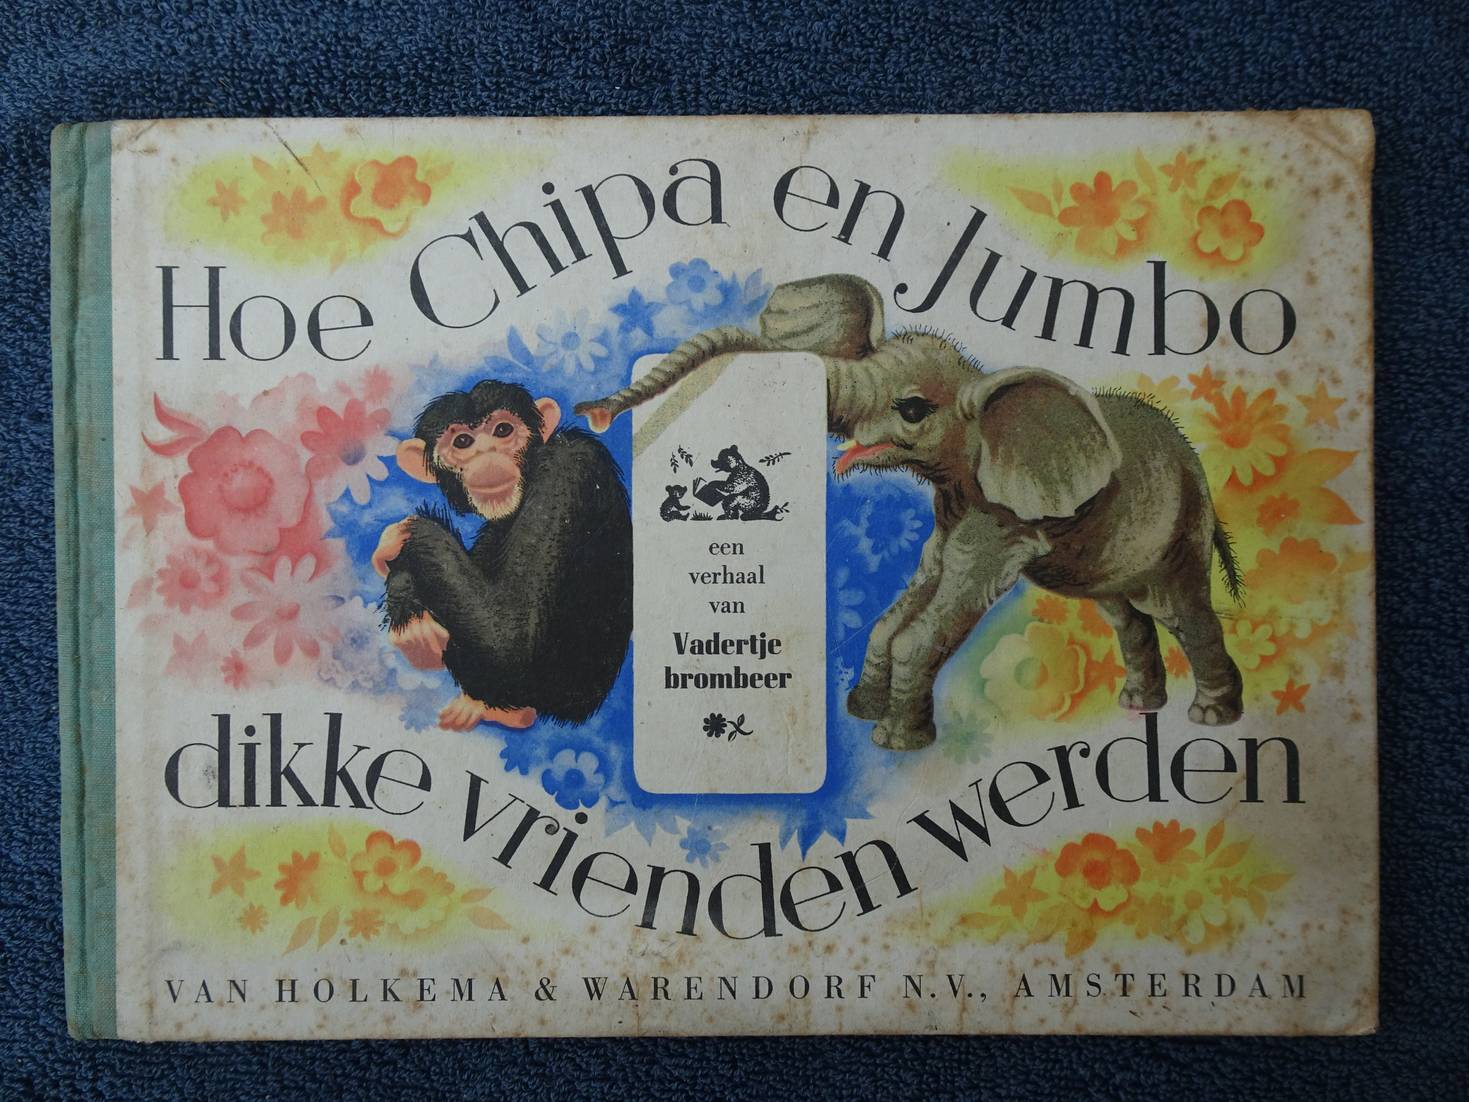 Hoe Chipa en Jumbo
een
verhaal
van
Vadertje
brombeer
dikke vrienden werden
VAN HOLKEMA & WARENDORF N.V., AMSTERDAM